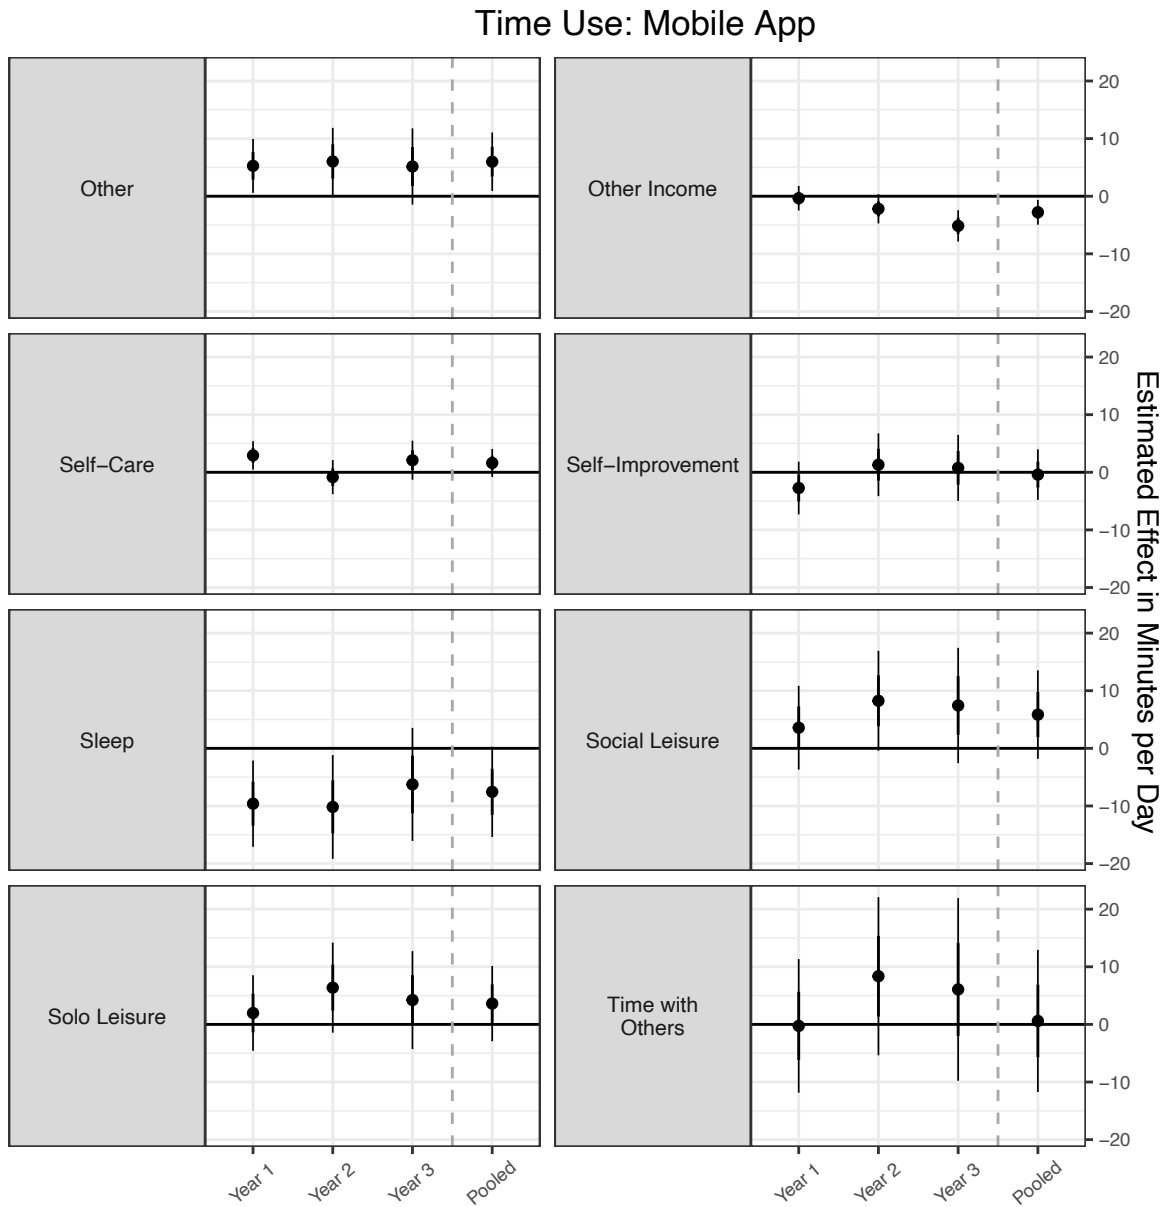 Time Use: Mobile App
Other
Other Income
20
10
0
−10
−20
Self−Care
Self−Improvement
20
10
0
−10
−20
Sleep
Social Leisure
20
10
0
−10
−20
Solo Leisure
Time with
Others
20
10
0
−10
−20
Estimated Effect in Minutes per Day
Year 1
Year 2
Year 3
Pooled
Year 1
Year 2
Year 3
Pooled